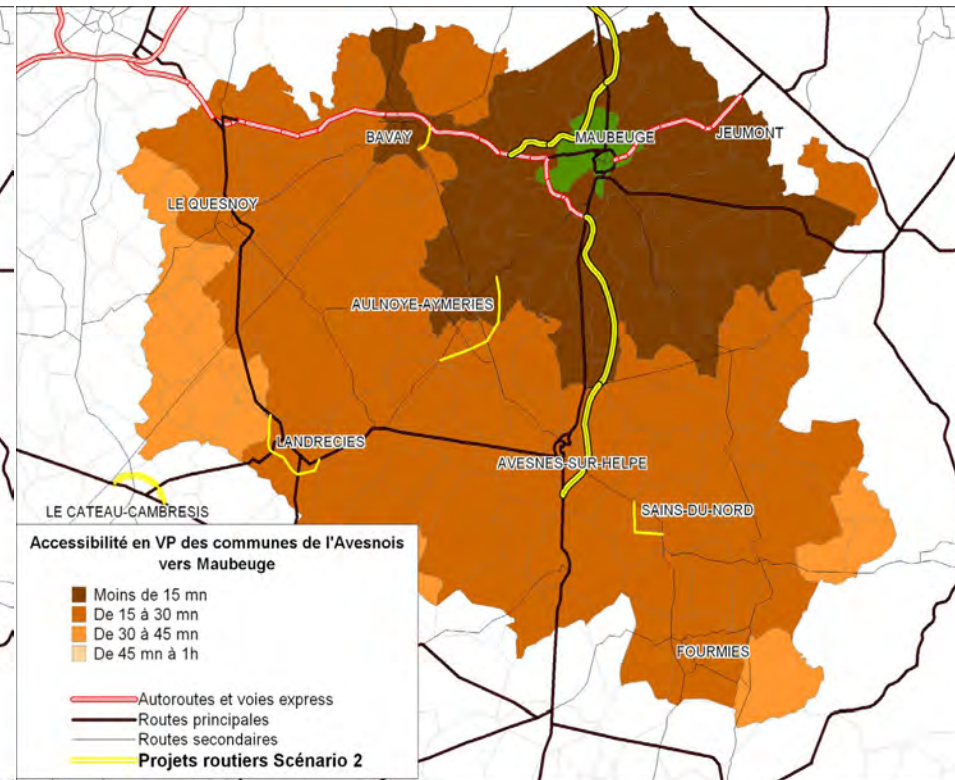 MAUBEUGE
JEUMONT
BAVAY
LE QUESNOY
AULNOYE-AYMERIES
LANDRECIES
AVESNES-SUR-HELPE
LE CATEAU-CAMBRESIS
SAINS-DU-NORD
FOURMIES
Accessibilité en VP des communes de l'Avesnois
vers Maubeuge
Moins de 15 mn
De 15 à 30 mn
De 30 à 45 mn
De 45 mn à 1h
Autoroutes et voies express
Routes principales
Routes secondaires
Projets routiers Scénario 2